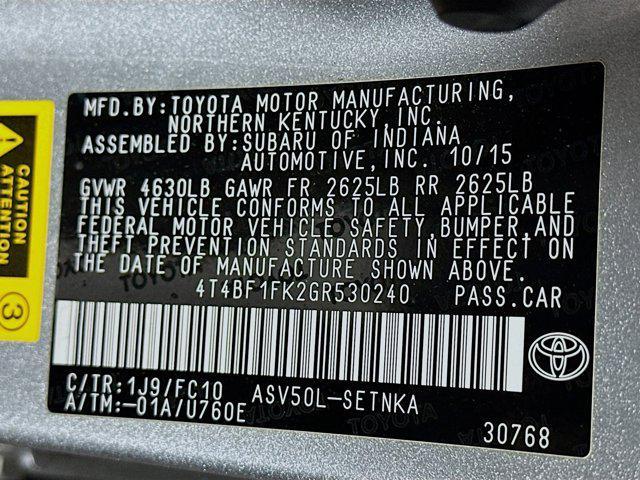 MFD.BY:TOYOTA MOTOR MANUFACTURING,
NORTHERN KENTUCKY,INC.
ASSEMBLED BY:SUBARU OF INDIANA
AUTOMOTIVE,INC. 10/15
GVWR 4630LB GAWR FR 2625LB RR 2625LB
THIS VEHICLE CONFORMS TO ALL APPLICABLE
FEDERAL MOTOR VEHICLE SAFETY,BUMPER,AND
THEFT PREVENTION STANDARDS IN EFFECT ON
THE DATE OF MANUFACTURE SHOWN ABOVE.
4T4BF1FK2GR530240 PASS.CAR
C/TR:1J9/FC10 ASV50L-SETNKA
A/TM:-01A/U760E
30768
CAUTION
ATTENTION
3